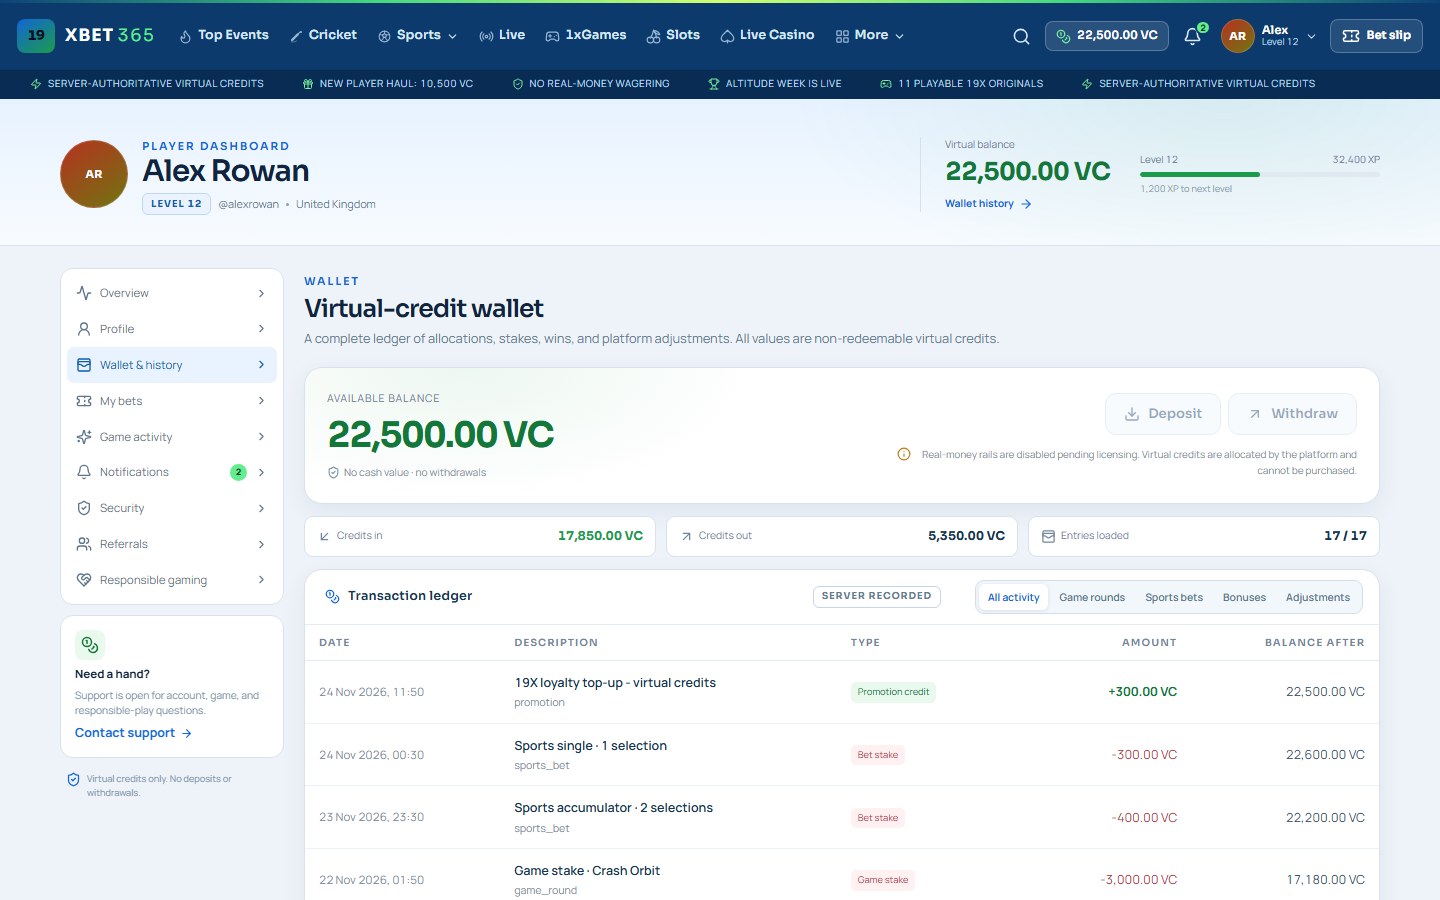 19 XBET 365 Top Events Cricket Sports Live 1xGames Slots Live Casino More 22,500.00 VC 2 AR Alex Level 12 Bet slip
SERVER-AUTHORITATIVE VIRTUAL CREDITS NEW PLAYER HAUL: 10,500 VC NO REAL-MONEY WAGERING ALTITUDE WEEK IS LIVE 11 PLAYABLE 19X ORIGINALS SERVER-AUTHORITATIVE VIRTUAL CREDITS
AR
PLAYER DASHBOARD
Alex Rowan
LEVEL 12 @alexrowan • United Kingdom
Virtual balance
22,500.00 VC
Wallet history
Level 12 32,400 XP
1,200 XP to next level
Overview
Profile
Wallet & history
My bets
Game activity
Notifications 2
Security
Referrals
Responsible gaming
Need a hand?
Support is open for account, game, and
responsible-play questions.
Contact support
Virtual credits only. No deposits or
withdrawals.
WALLET
Virtual-credit wallet
A complete ledger of allocations, stakes, wins, and platform adjustments. All values are non-redeemable virtual credits.
AVAILABLE BALANCE
22,500.00 VC
No cash value · no withdrawals
Deposit Withdraw
Real-money rails are disabled pending licensing. Virtual credits are allocated by the platform and
cannot be purchased.
Credits in 17,850.00 VC
Credits out 5,350.00 VC
Entries loaded 17 / 17
Transaction ledger SERVER RECORDED All activity Game rounds Sports bets Bonuses Adjustments
DATE DESCRIPTION TYPE AMOUNT BALANCE AFTER
24 Nov 2026, 11:50 19X loyalty top-up - virtual credits Promotion credit +300.00 VC 22,500.00 VC
promotion
24 Nov 2026, 00:30 Sports single · 1 selection Bet stake -300.00 VC 22,600.00 VC
sports_bet
23 Nov 2026, 23:30 Sports accumulator · 2 selections Bet stake -400.00 VC 22,200.00 VC
sports_bet
22 Nov 2026, 01:50 Game stake · Crash Orbit Game stake -3,000.00 VC 17,180.00 VC
game_round